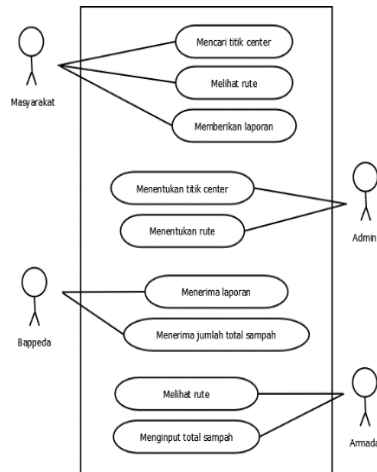 Mencari titik center
Melihat rute
Memberikan laporan
Masyarakat
Menentukan titik center
Menentukan rute
Admin
Menerima laporan
Menerima jumlah total sampah
Bappeda
Melihat rute
Menginput total sampah
Armada